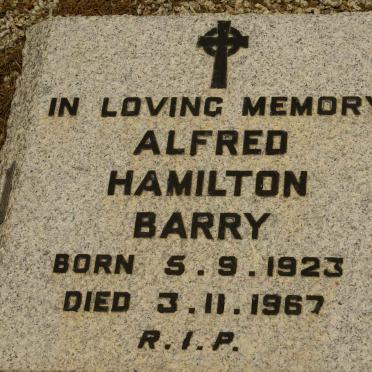 IN LOVING MEMORY
ALFRED
HAMILTON
BARRY
BORN 5.9.1923
DIED 3.11.1967
R.I.P.